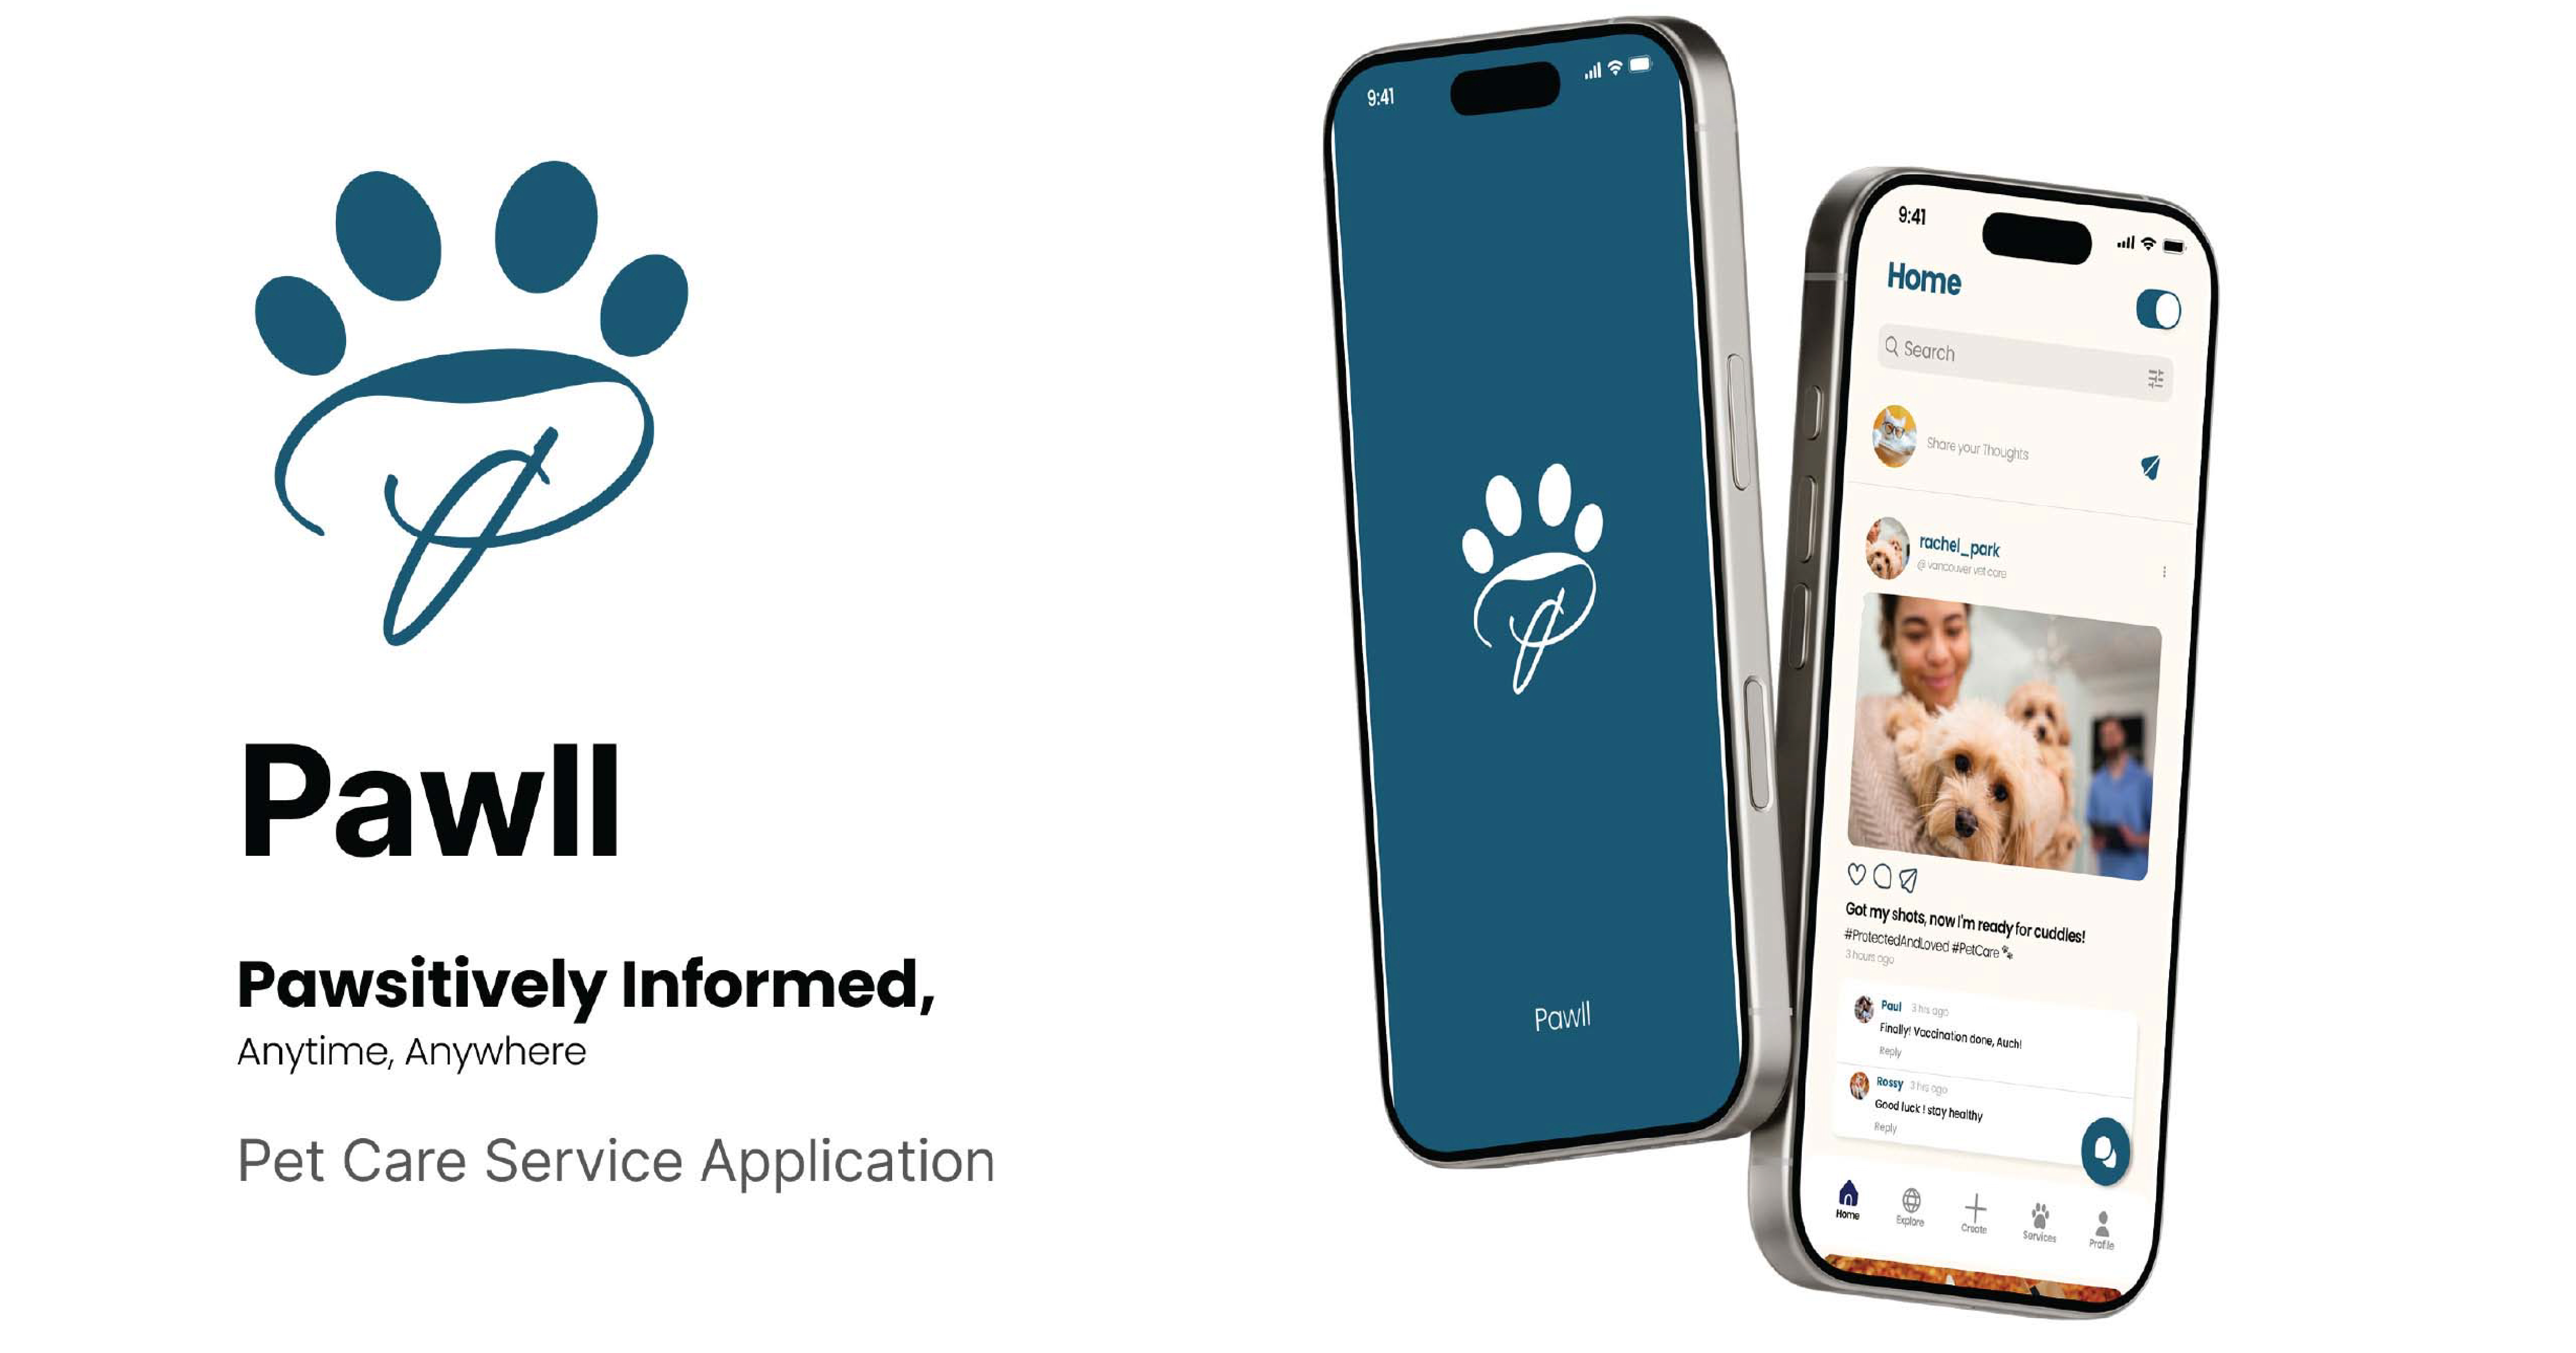 Pawll
Pawsitively Informed,
Anytime, Anywhere
Pet Care Service Application
9:41
Pawll
9:41
Home
Search
Share your Thoughts
rachel_park
@ vancouver vet care
Got my shots, now I'm ready for cuddles!
#ProtectedAndLoved #PetCare 🐾
3 hours ago
Paul 3 hrs ago
Finally! Vaccination done, Auch!
Reply
Rossy 3 hrs ago
Good luck ! stay healthy
Reply
Home Explore Create Services Profile